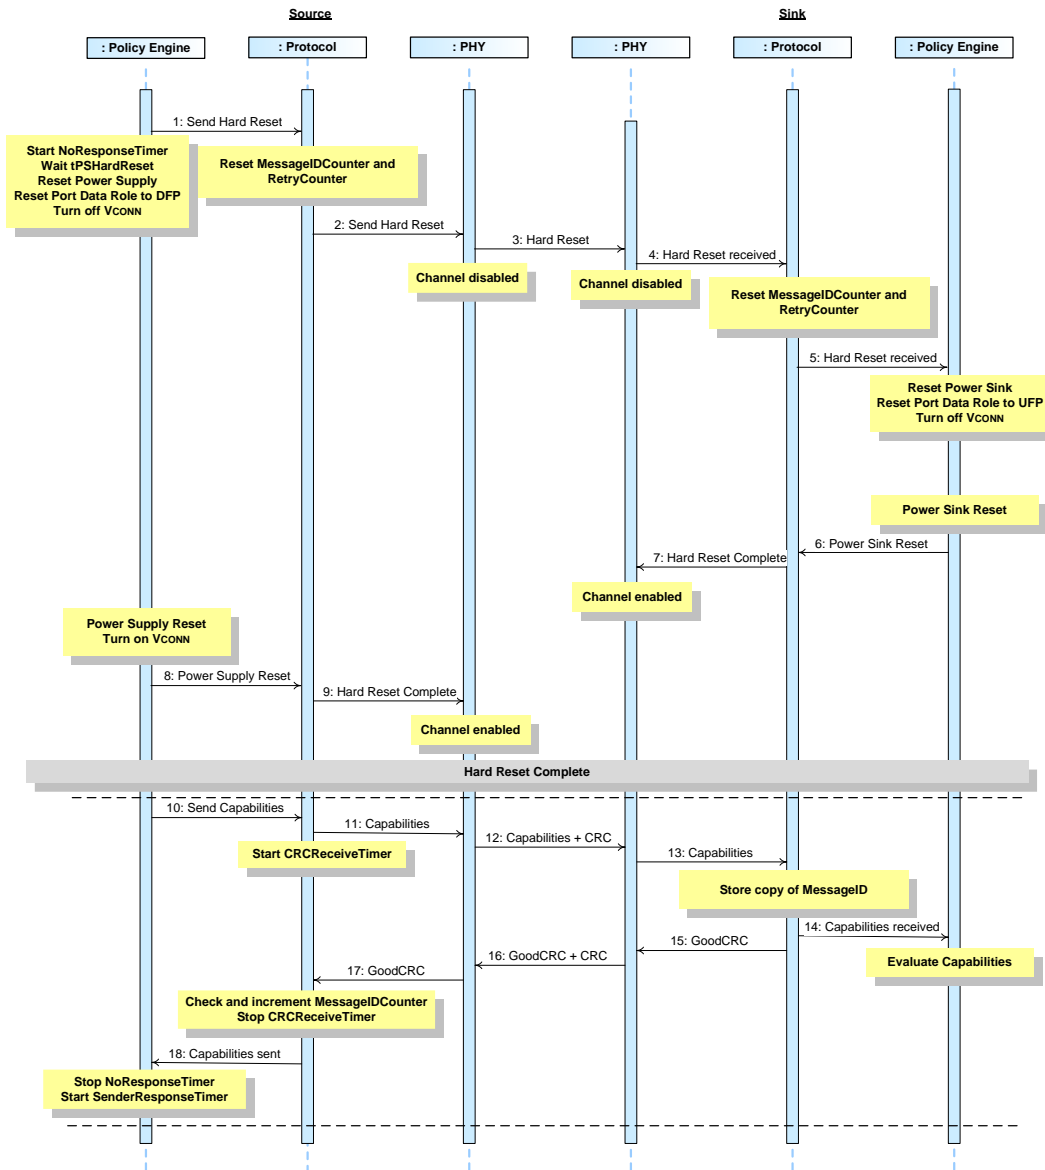 Source
Sink
: Policy Engine
: Protocol
: PHY
: PHY
: Protocol
: Policy Engine
1: Send Hard Reset
Start NoResponseTimer
Wait tPSHardReset
Reset Power Supply
Reset Port Data Role to DFP
Turn off VCONN
Reset MessageIDCounter and
RetryCounter
2: Send Hard Reset
3: Hard Reset
4: Hard Reset received
Channel disabled
Channel disabled
Reset MessageIDCounter and
RetryCounter
5: Hard Reset received
Reset Power Sink
Reset Port Data Role to UFP
Turn off VCONN
Power Sink Reset
6: Power Sink Reset
7: Hard Reset Complete
Channel enabled
Power Supply Reset
Turn on VCONN
8: Power Supply Reset
9: Hard Reset Complete
Channel enabled
Hard Reset Complete
10: Send Capabilities
11: Capabilities
Start CRCReceiveTimer
12: Capabilities + CRC
13: Capabilities
Store copy of MessageID
14: Capabilities received
15: GoodCRC
Evaluate Capabilities
16: GoodCRC + CRC
17: GoodCRC
Check and increment MessageIDCounter
Stop CRCReceiveTimer
18: Capabilities sent
Stop NoResponseTimer
Start SenderResponseTimer